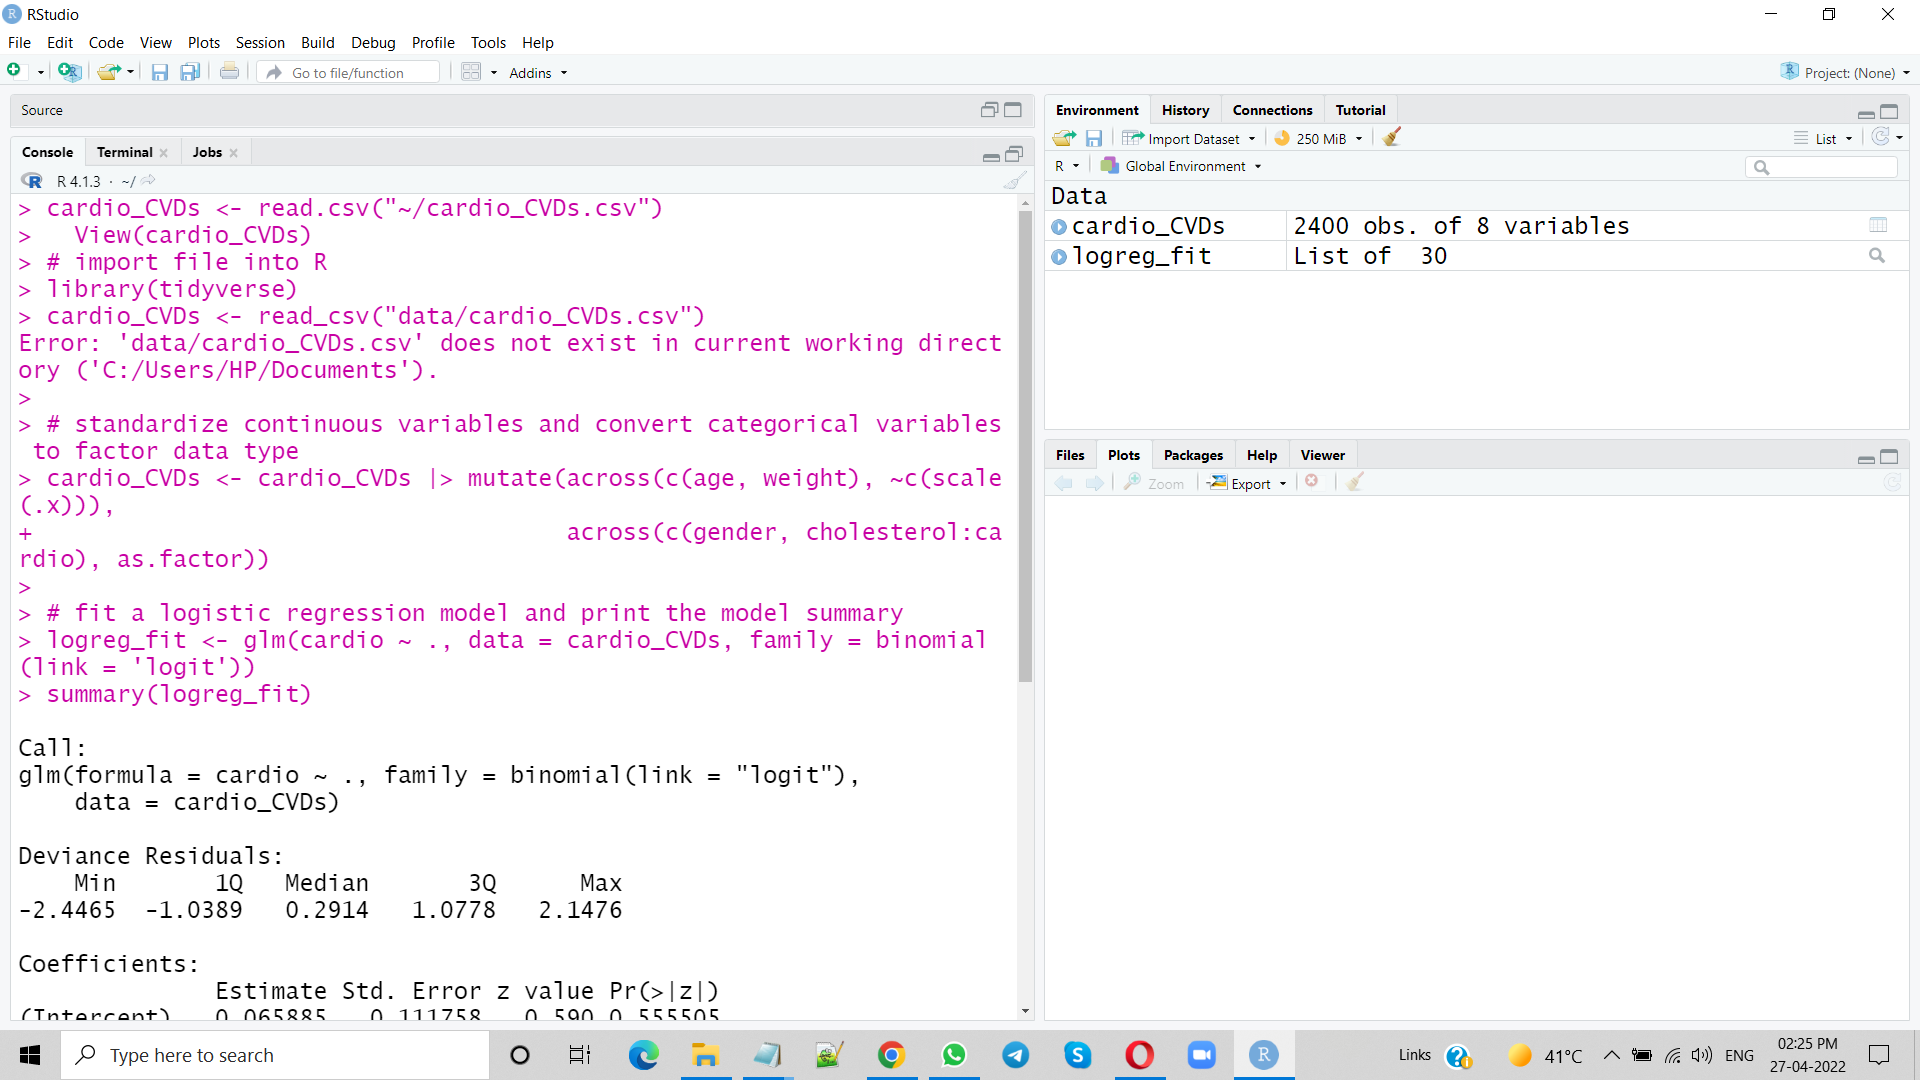 RStudio
File Edit Code View Plots Session Build Debug Profile Tools Help
Go to file/function Addins Project: (None)
Source
Console Terminal Jobs
R 4.1.3 · ~/
> cardio_CVDs <- read.csv("~/cardio_CVDs.csv")
>   View(cardio_CVDs)
> # import file into R
> library(tidyverse)
> cardio_CVDs <- read_csv("data/cardio_CVDs.csv")
Error: 'data/cardio_CVDs.csv' does not exist in current working direct
ory ('C:/Users/HP/Documents').
>
> # standardize continuous variables and convert categorical variables
 to factor data type
> cardio_CVDs <- cardio_CVDs |> mutate(across(c(age, weight), ~c(scale
(.x))),
+                                      across(c(gender, cholesterol:ca
rdio), as.factor))
>
> # fit a logistic regression model and print the model summary
> logreg_fit <- glm(cardio ~ ., data = cardio_CVDs, family = binomial
(link = 'logit'))
> summary(logreg_fit)
Call:
glm(formula = cardio ~ ., family = binomial(link = "logit"),
    data = cardio_CVDs)
Deviance Residuals:
    Min       1Q   Median       3Q      Max
-2.4465  -1.0389   0.2914   1.0778   2.1476
Coefficients:
              Estimate Std. Error z value Pr(>|z|)
(Intercept)   0.065885   0.111758   0.590 0.555505
Environment History Connections Tutorial
Import Dataset 250 MiB List
R Global Environment
Data
cardio_CVDs 2400 obs. of 8 variables
logreg_fit List of  30
Files Plots Packages Help Viewer
Zoom Export
Type here to search
Links 41°C ENG 02:25 PM
27-04-2022